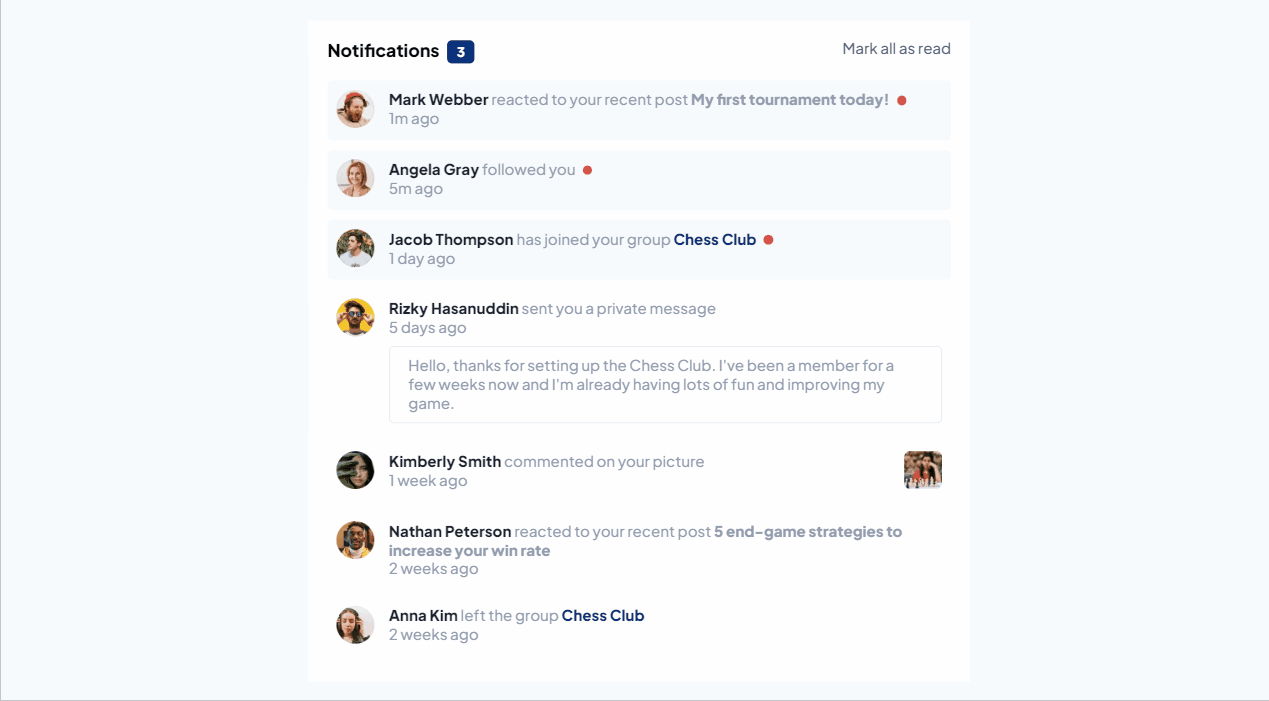 Notifications 3
Mark all as read
Mark Webber reacted to your recent post My first tournament today!
1m ago
Angela Gray followed you
5m ago
Jacob Thompson has joined your group Chess Club
1 day ago
Rizky Hasanuddin sent you a private message
5 days ago
Hello, thanks for setting up the Chess Club. I've been a member for a
few weeks now and I'm already having lots of fun and improving my
game.
Kimberly Smith commented on your picture
1 week ago
Nathan Peterson reacted to your recent post 5 end-game strategies to
increase your win rate
2 weeks ago
Anna Kim left the group Chess Club
2 weeks ago